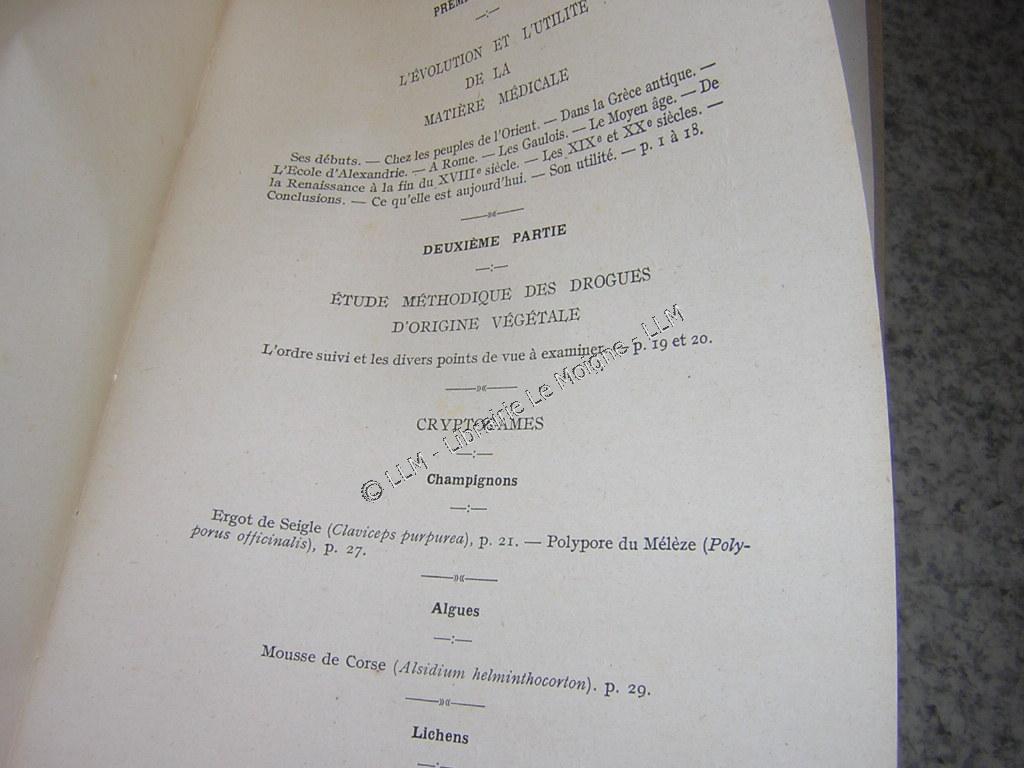 L'ÉVOLUTION ET L'UTILITÉ
DE LA
MATIÈRE MÉDICALE
Ses débuts. — Chez les peuples de l'Orient. — Dans la Grèce antique. —
L'Ecole d'Alexandrie. — A Rome. — Les Gaulois. — Le Moyen âge. — De
la Renaissance à la fin du XVIIIe siècle. — Les XIXe et XXe siècles. —
Conclusions. — Ce qu'elle est aujourd'hui. — Son utilité. — p. 1 à 18.
DEUXIÈME PARTIE
ÉTUDE MÉTHODIQUE DES DROGUES
D'ORIGINE VÉGÉTALE
L'ordre suivi et les divers points de vue à examiner. — p. 19 et 20.
CRYPTOGAMES
Champignons
Ergot de Seigle (Claviceps purpurea), p. 21. — Polypore du Mélèze (Poly-
porus officinalis), p. 27.
Algues
Mousse de Corse (Alsidium helminthocorton). p. 29.
Lichens
© LLM - Librairie Le Moigne - LLM